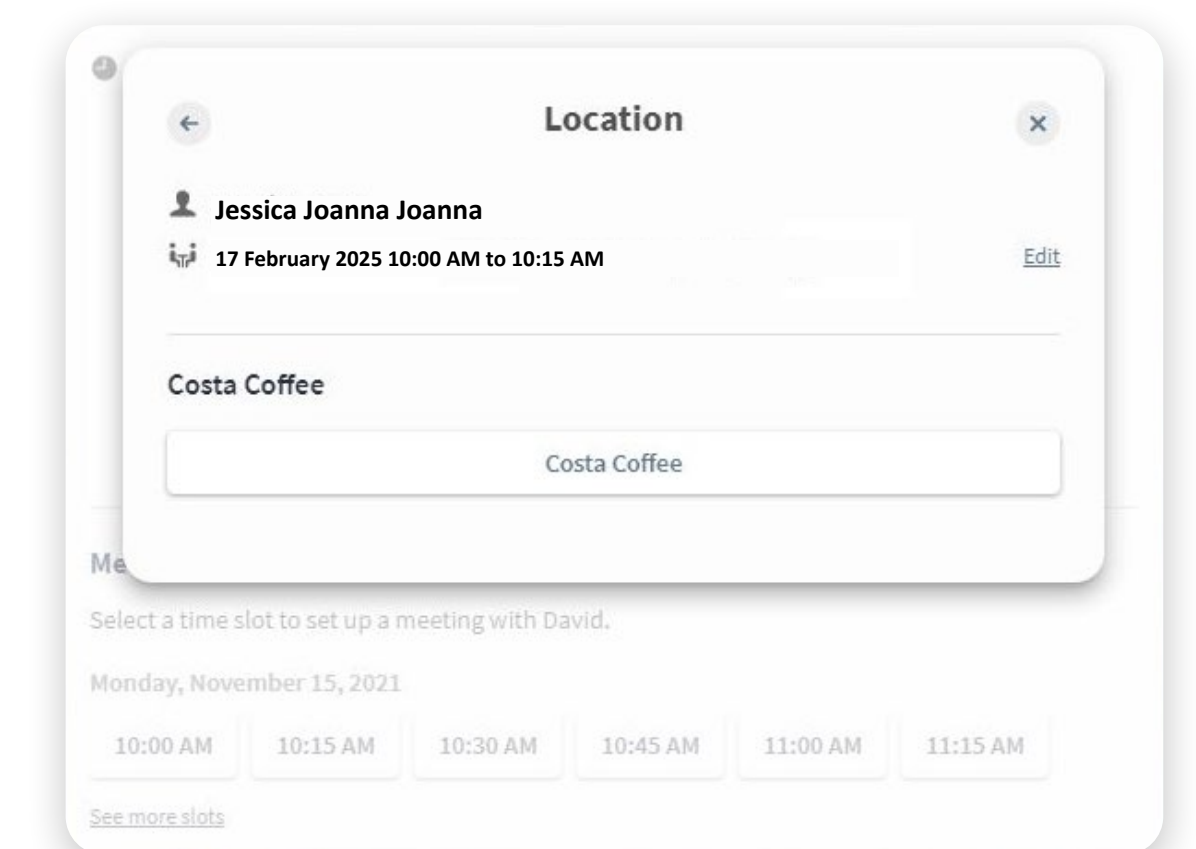 Location
Jessica Joanna Joanna
17 February 2025 10:00 AM to 10:15 AM
Edit
Costa Coffee
Costa Coffee
Select a time slot to set up a meeting with David.
Monday, November 15, 2021
10:00 AM 10:15 AM 10:30 AM 10:45 AM 11:00 AM 11:15 AM
See more slots